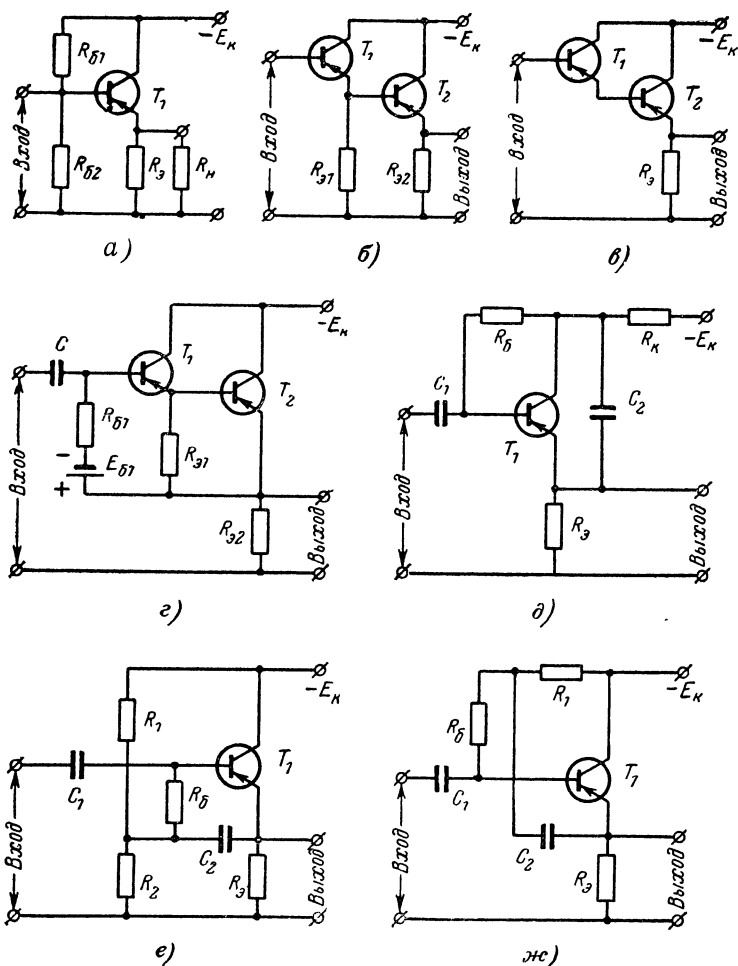 Rб1
T1
-Eк
Вход
Rб2
Rэ
Rн
а)
T1
T2
-Eк
Вход
Rэ1
Rэ2
Выход
б)
T1
T2
-Eк
Вход
Rэ
Выход
в)
C
T1
T2
-Eк
Rб1
- Eб1
+
Rэ1
Вход
Rэ2
Выход
г)
Rб
Rк
-Eк
C1
C2
T1
Вход
Rэ
Выход
д)
R1
-Eк
T1
C1
Rб
Вход
C2
R2
Rэ
Выход
е)
R1
-Eк
Rб
T1
C1
C2
Вход
Rэ
Выход
ж)